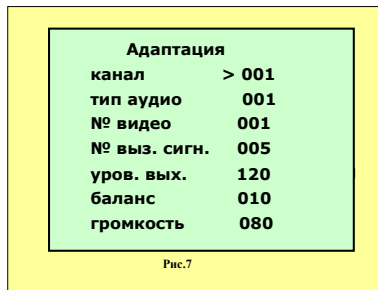 Адаптация
канал > 001
тип аудио 001
№ видео 001
№ выз. сигн. 005
уров. вых. 120
баланс 010
громкость 080
Рис.7